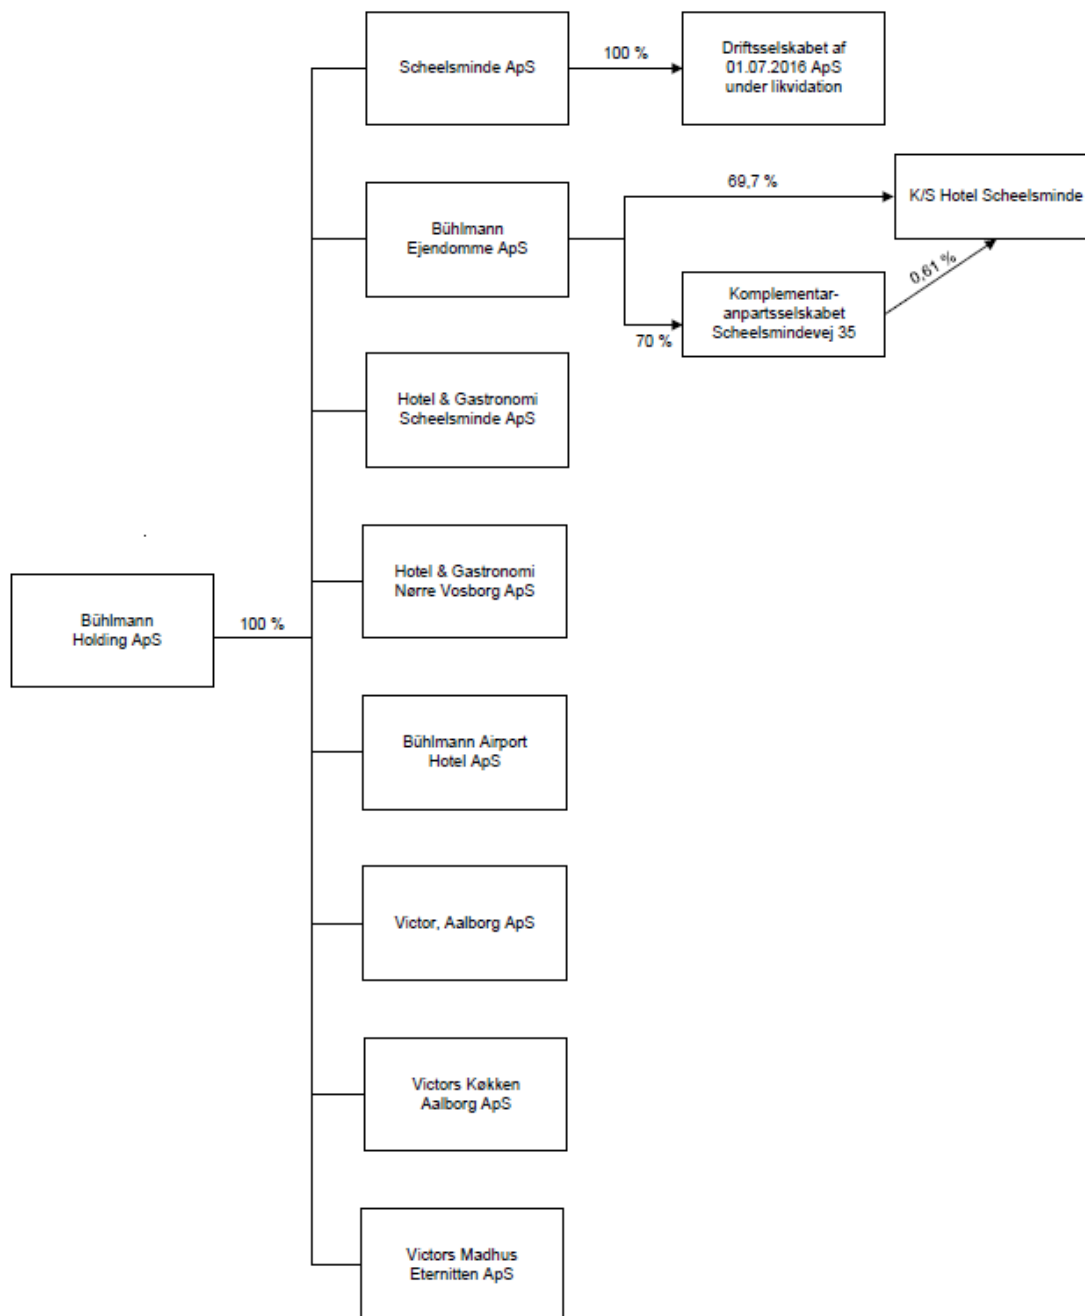 Scheelsminde ApS
100 %
Driftsselskabet af
01.07.2016 ApS
under likvidation
Bühlmann
Ejendomme ApS
69,7 %
K/S Hotel Scheelsminde
70 %
Komplementar-
anpartsselskabet
Scheelsmindevej 35
0,61 %
Hotel & Gastronomi
Scheelsminde ApS
Hotel & Gastronomi
Nørre Vosborg ApS
Bühlmann
Holding ApS
100 %
Bühlmann Airport
Hotel ApS
Victor, Aalborg ApS
Victors Køkken
Aalborg ApS
Victors Madhus
Eternitten ApS